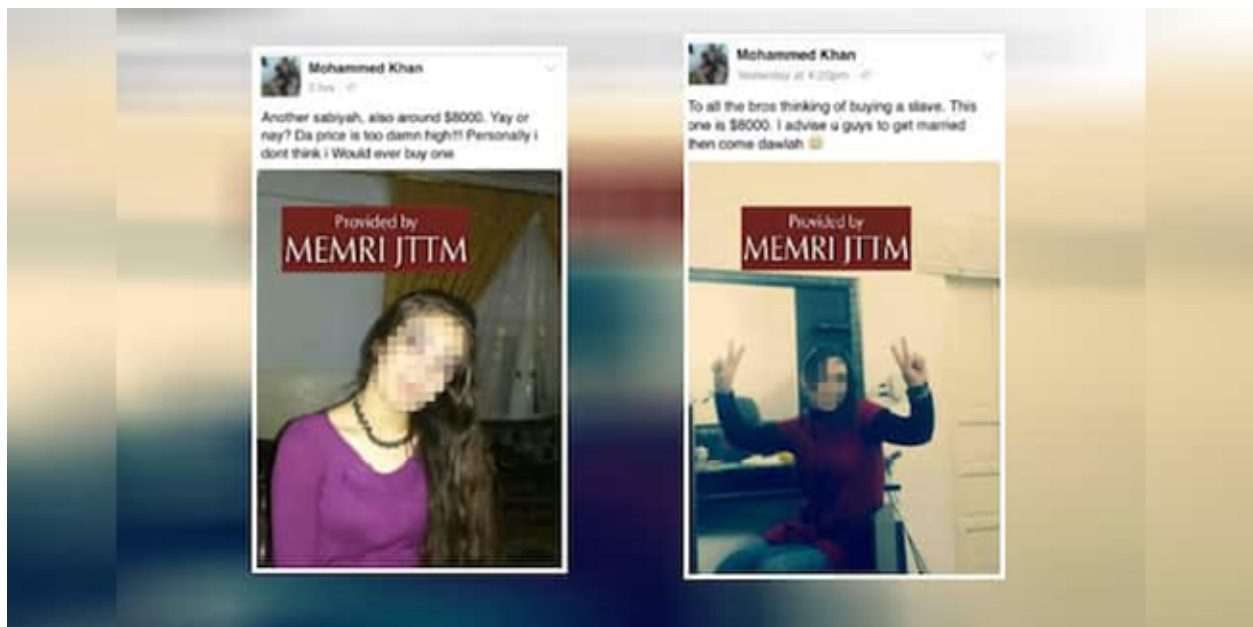 Mohammed Khan
Another sabiyah, also around $8000. Yay or
nay? Da price is too damn high!!! Personally i
dont think i Would ever buy one
Provided by
MEMRI JTTM
Mohammed Khan
Yesterday at 4:20pm
To all the bros thinking of buying a slave. This
one is $8000. I advise u guys to get married
then come dawlah
Provided by
MEMRI JTTM